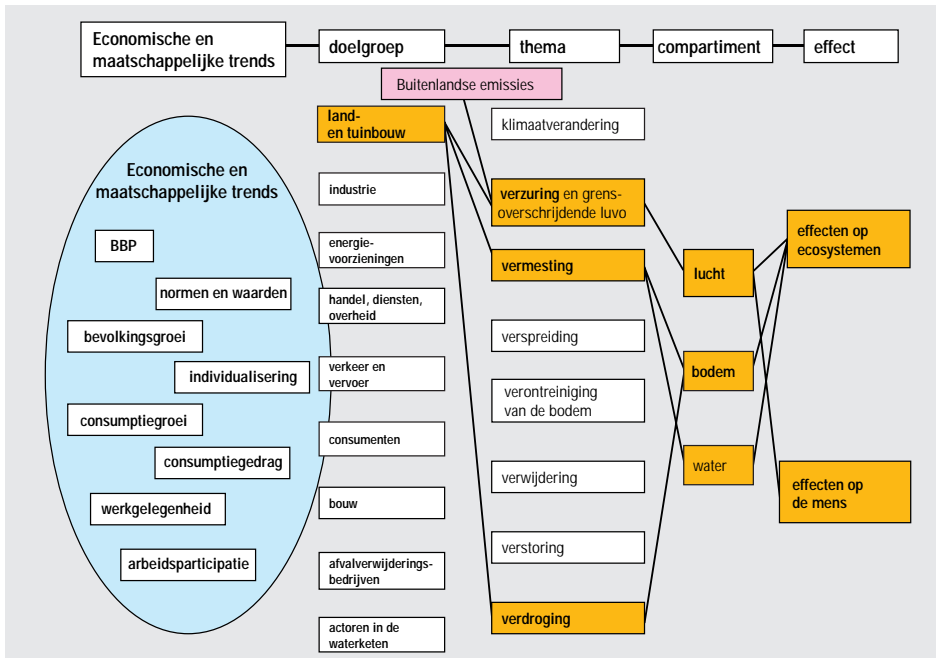 Economische en
maatschappelijke trends
doelgroep
thema
compartiment
effect
Buitenlandse emissies
Economische en
maatschappelijke trends
BBP
normen en waarden
bevolkingsgroei
individualisering
consumptiegroei
consumptiegedrag
werkgelegenheid
arbeidsparticipatie
land-
en tuinbouw
industrie
energie-
voorzieningen
handel, diensten,
overheid
verkeer en
vervoer
consumenten
bouw
afvalverwijderings-
bedrijven
actoren in de
waterketen
klimaatverandering
verzuring en grens-
overschrijdende luvo
vermesting
verspreiding
verontreiniging
van de bodem
verwijdering
verstoring
verdroging
lucht
bodem
water
effecten op
ecosystemen
effecten op
de mens